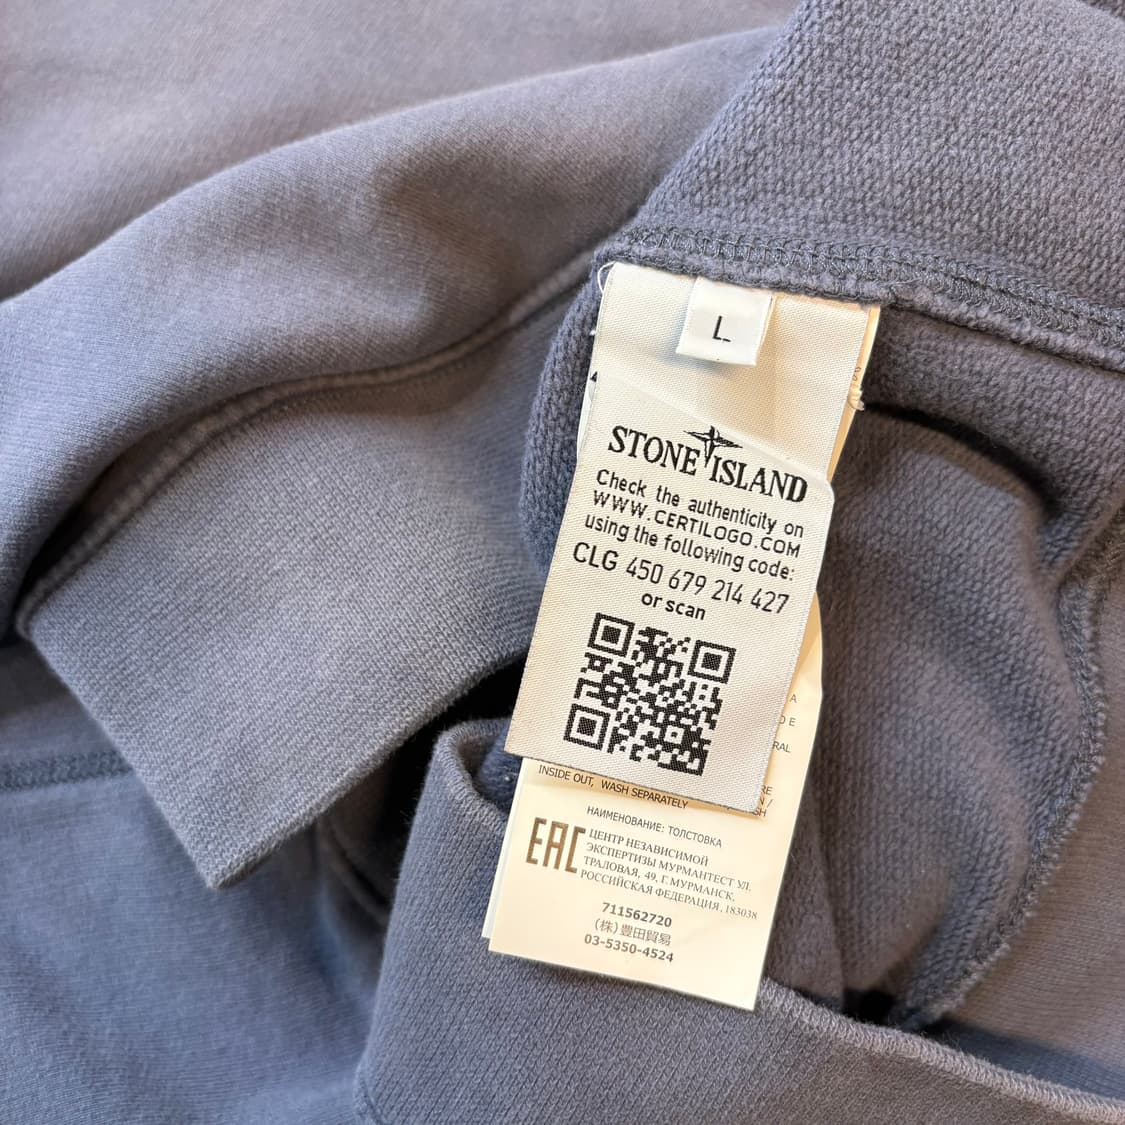 L
STONE ISLAND
Check the authenticity on
WWW.CERTILOGO.COM
using the following code:
CLG 450 679 214 427
or scan
INSIDE OUT, WASH SEPARATELY
НАИМЕНОВАНИЕ: ТОЛСТОВКА
EAC
ЦЕНТР НЕЗАВИСИМОЙ
ЭКСПЕРТИЗЫ МУРМАНТЕСТ УЛ.
ТРАЛОВАЯ, 49, Г. МУРМАНСК,
РОССИЙСКАЯ ФЕДЕРАЦИЯ, 183038
711562720
(株)豊田貿易
03-5350-4524